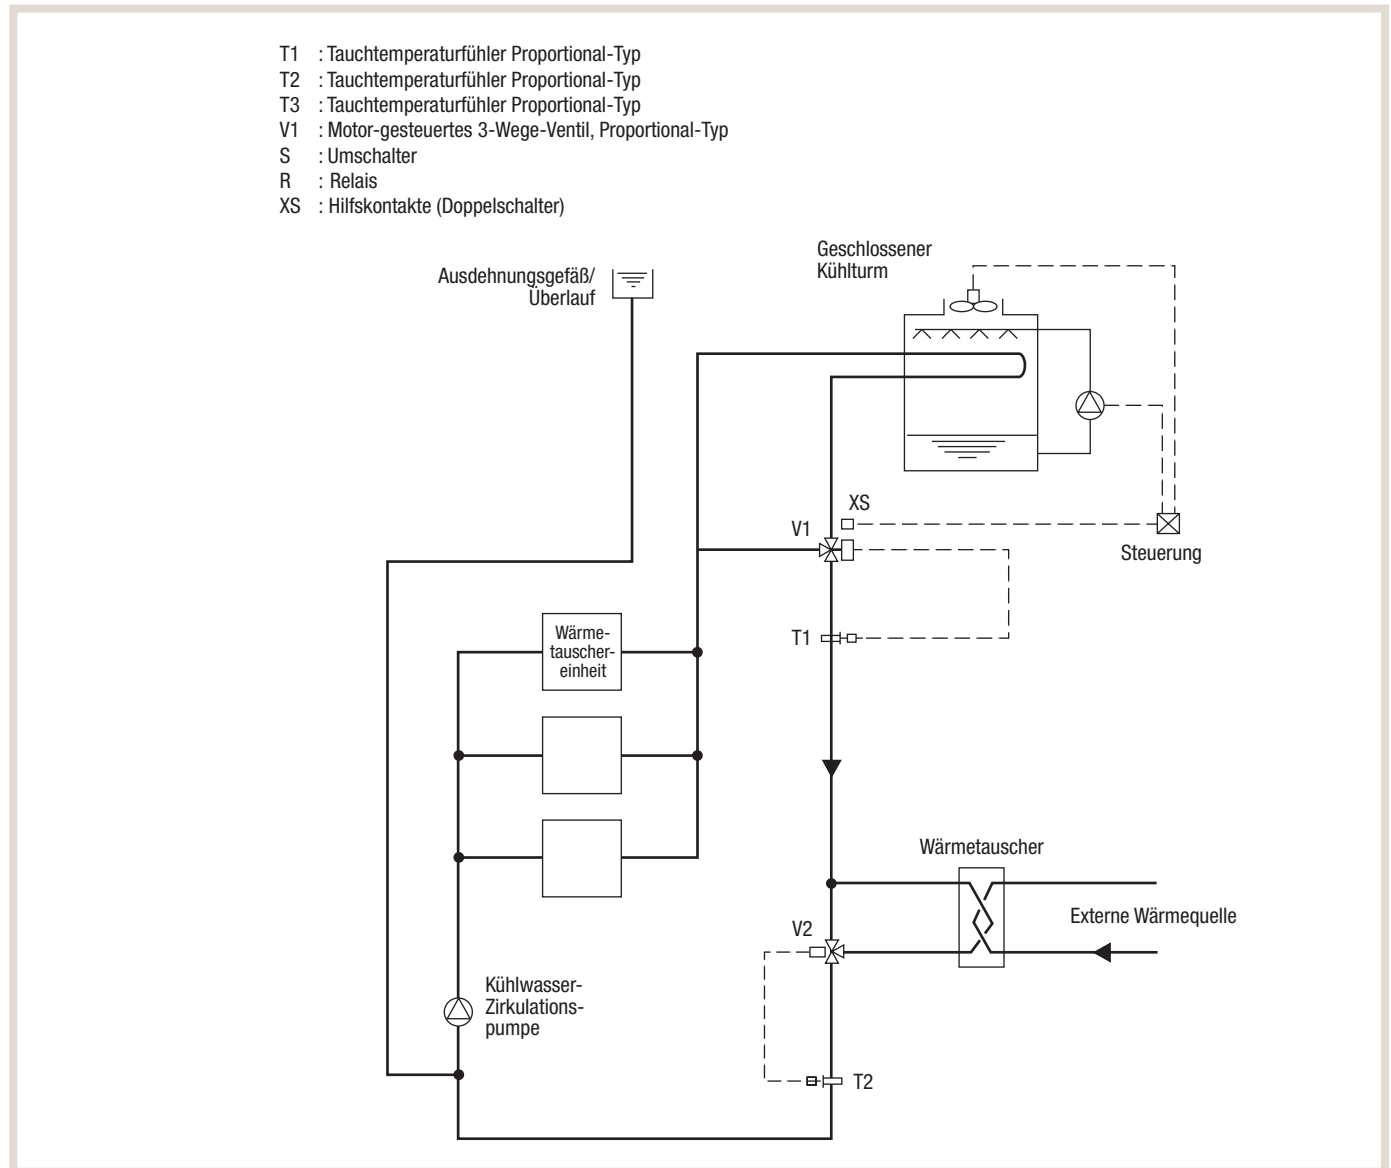 T1 : Tauchtemperaturfühler Proportional-Typ
T2 : Tauchtemperaturfühler Proportional-Typ
T3 : Tauchtemperaturfühler Proportional-Typ
V1 : Motor-gesteuertes 3-Wege-Ventil, Proportional-Typ
S : Umschalter
R : Relais
XS : Hilfskontakte (Doppelschalter)
Geschlossener
Kühlturm
Ausdehnungsgefäß/
Überlauf
XS
V1
Steuerung
T1
Wärme-
tauscher-
einheit
Wärmetauscher
Externe Wärmequelle
V2
Kühlwasser-
Zirkulations-
pumpe
T2